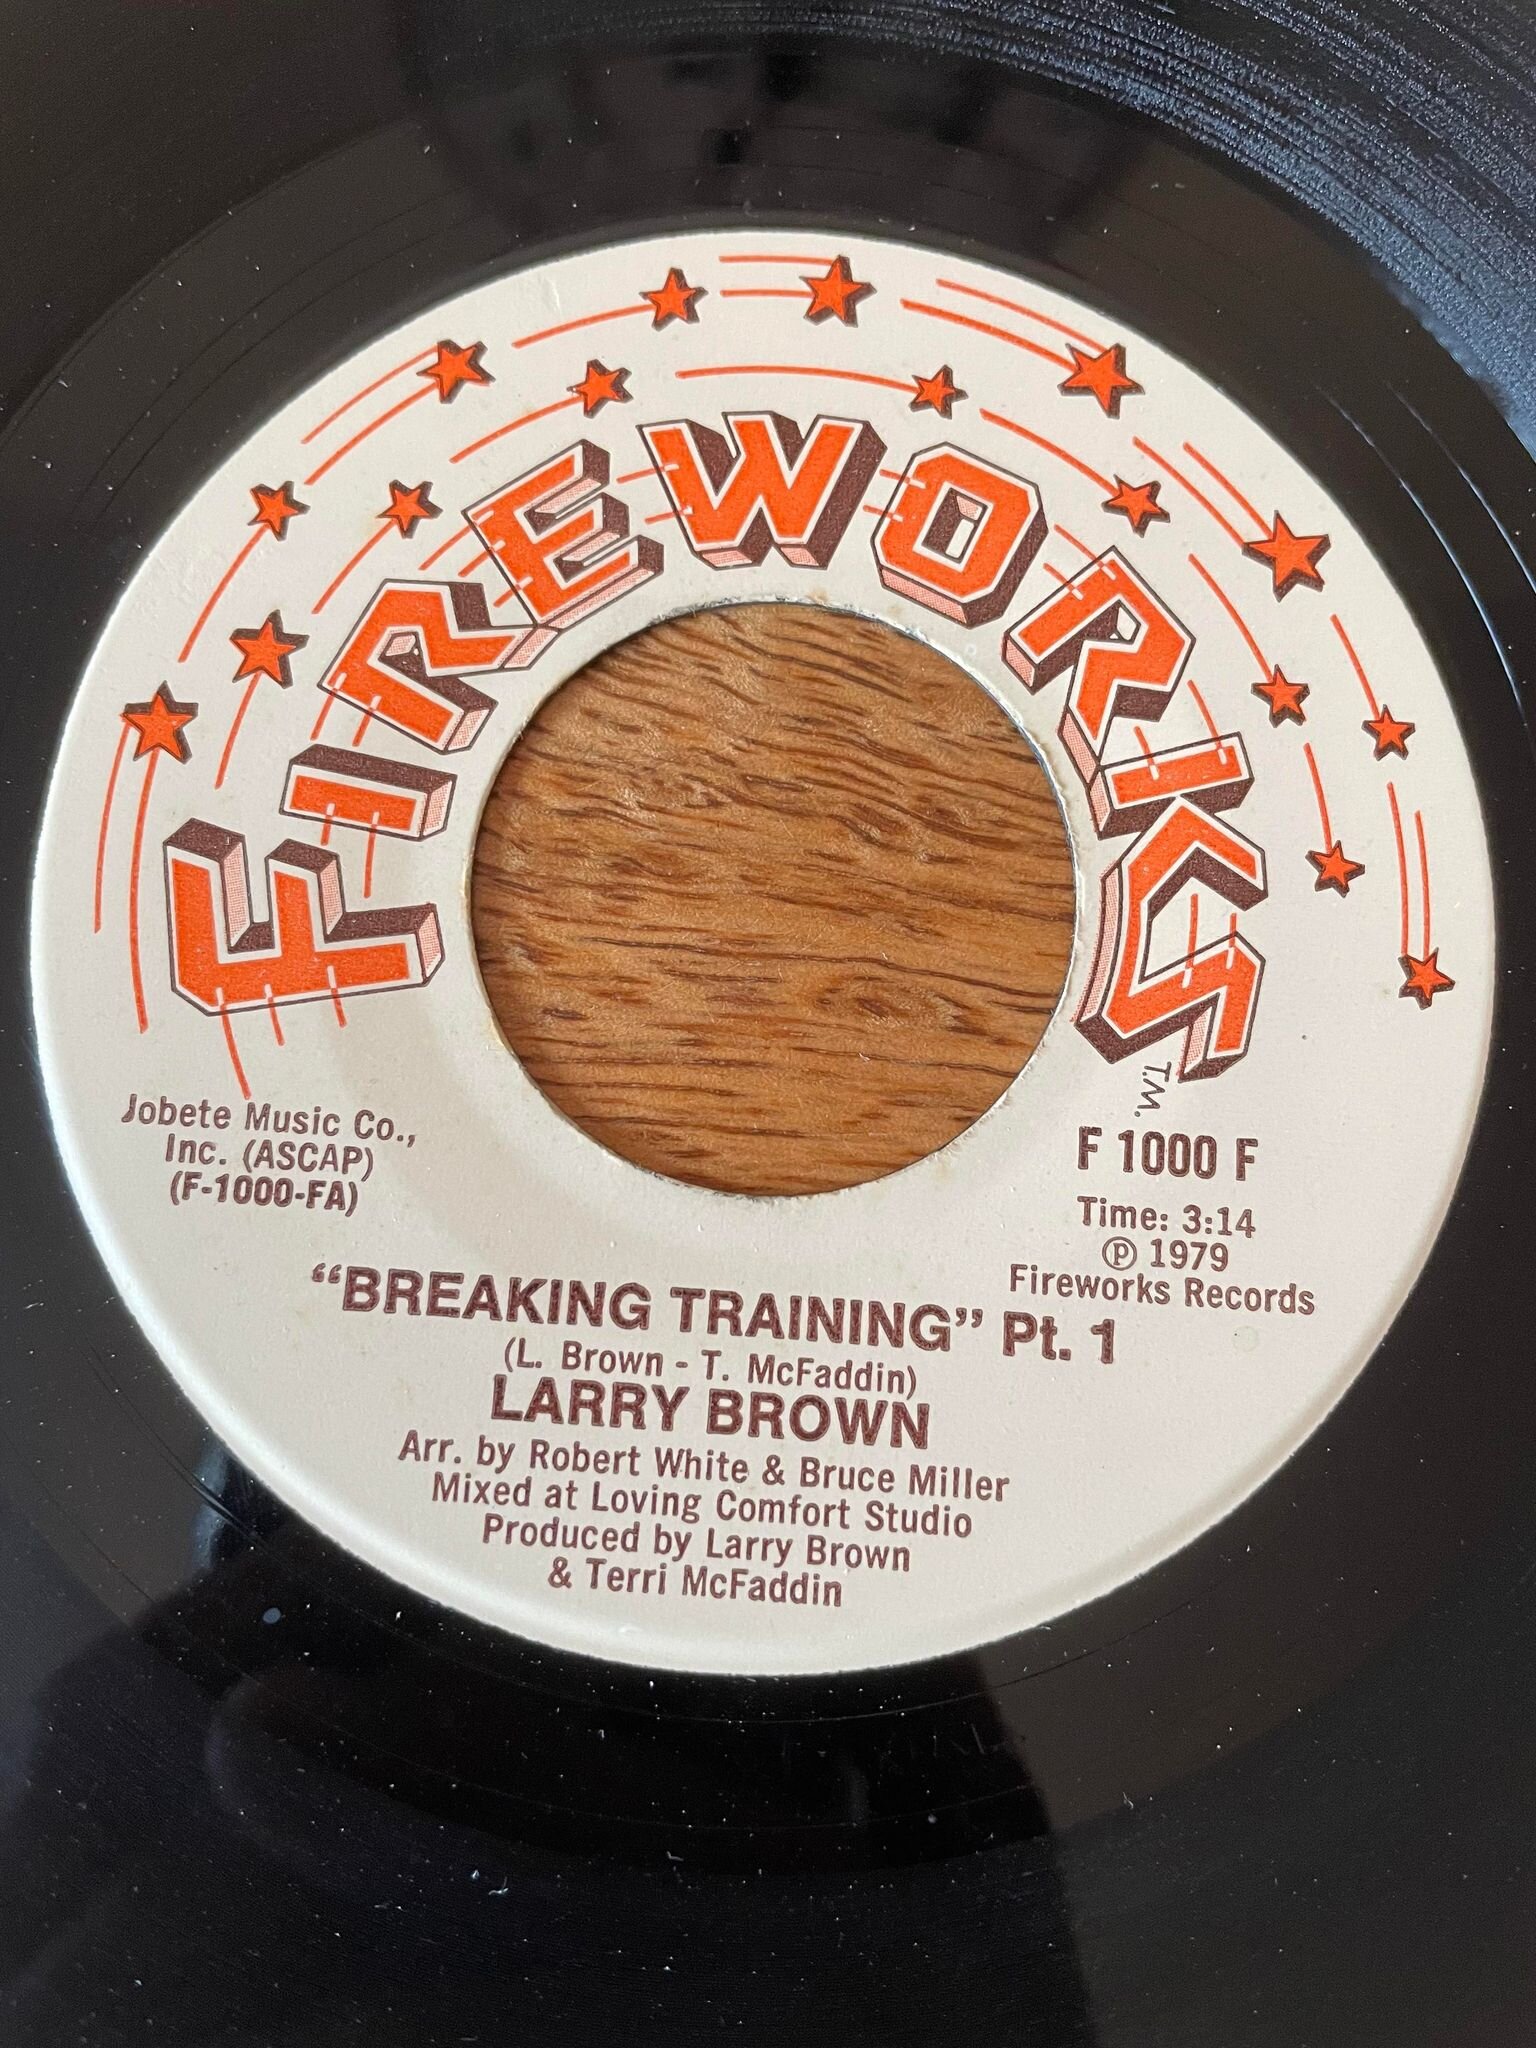 FIREWORKS T.M.
Jobete Music Co.,
Inc. (ASCAP)
(F-1000-FA)
F 1000 F
Time: 3:14
℗ 1979
Fireworks Records
“BREAKING TRAINING” Pt. 1
(L. Brown - T. McFaddin)
LARRY BROWN
Arr. by Robert White & Bruce Miller
Mixed at Loving Comfort Studio
Produced by Larry Brown
& Terri McFaddin